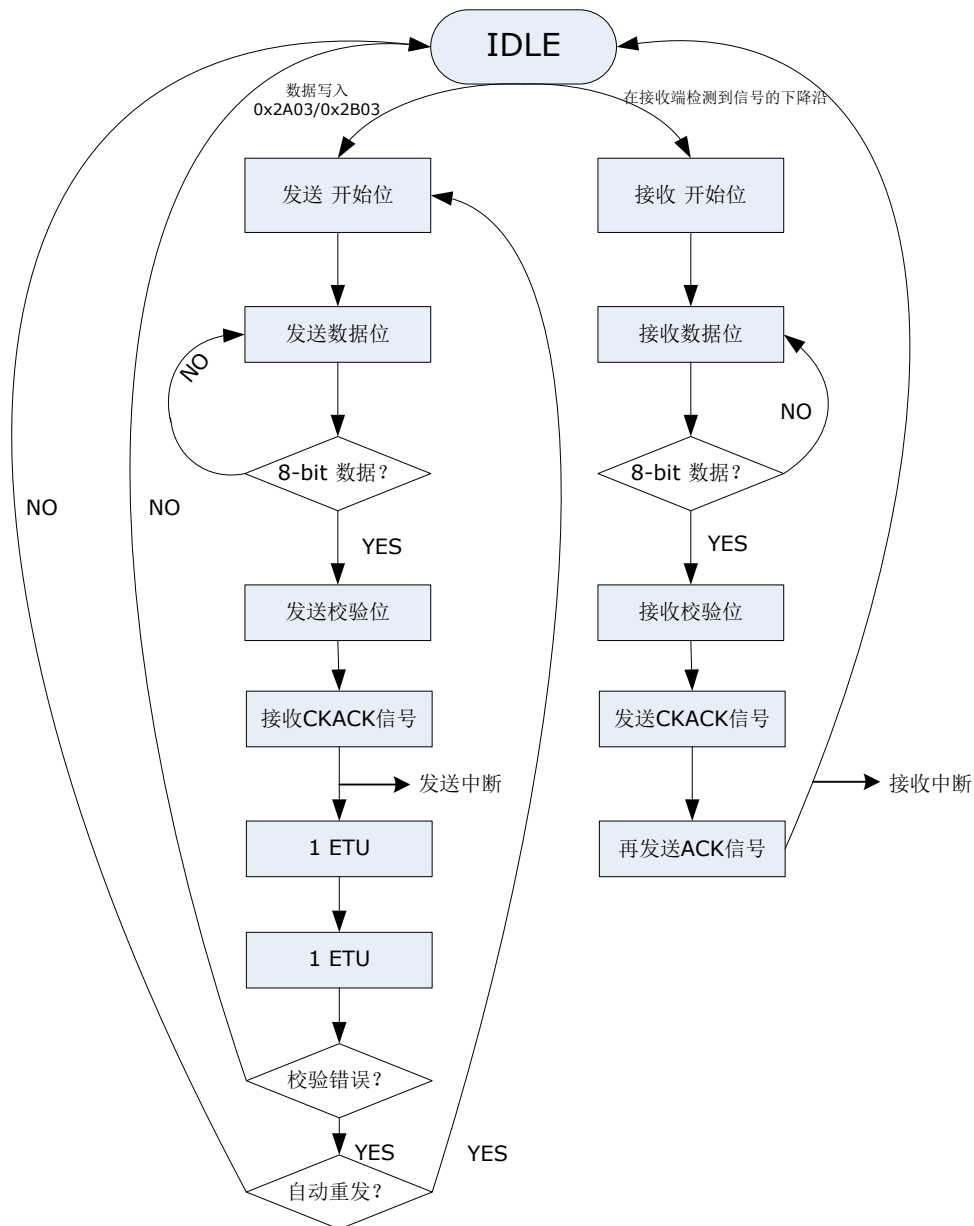 IDLE
数据写入
0x2A03/0x2B03
在接收端检测到信号的下降沿
发送 开始位
接收 开始位
发送数据位
接收数据位
NO
NO
8-bit 数据?
8-bit 数据?
NO
NO
YES
YES
发送校验位
接收校验位
接收CKACK信号
发送CKACK信号
发送中断
接收中断
1 ETU
再发送ACK信号
1 ETU
校验错误?
YES
YES
自动重发?